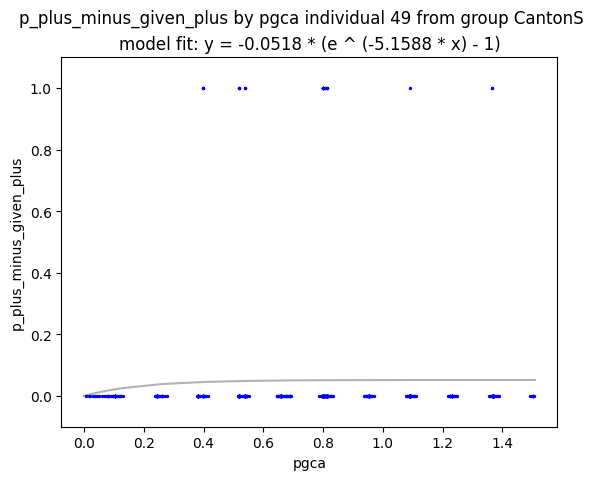 p_plus_minus_given_plus by pgca individual 49 from group CantonS
model fit: y = -0.0518 * (e ^ (-5.1588 * x) - 1)
p_plus_minus_given_plus
1.0
0.8
0.6
0.4
0.2
0.0
0.0 0.2 0.4 0.6 0.8 1.0 1.2 1.4
pgca